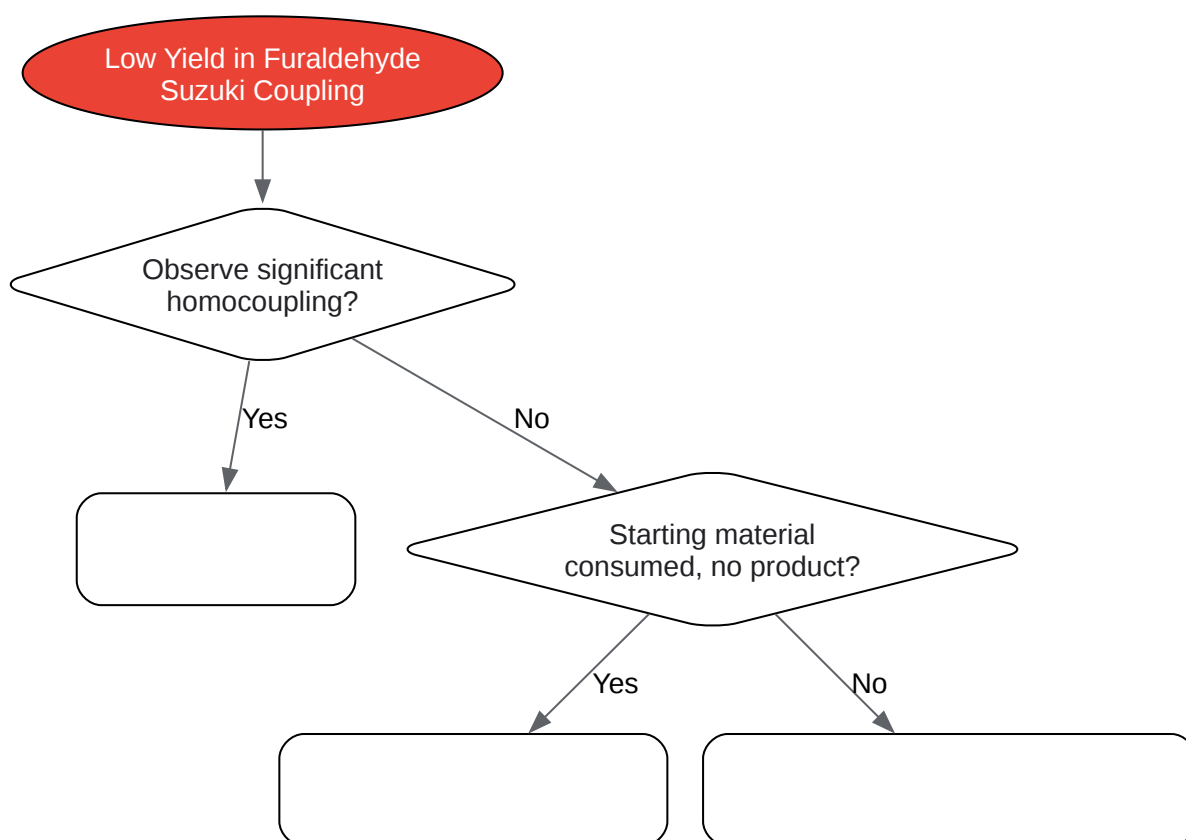 Low Yield in Furaldehyde
Suzuki Coupling
Observe significant
homocoupling?
Yes
No
Starting material
consumed, no product?
Yes
No